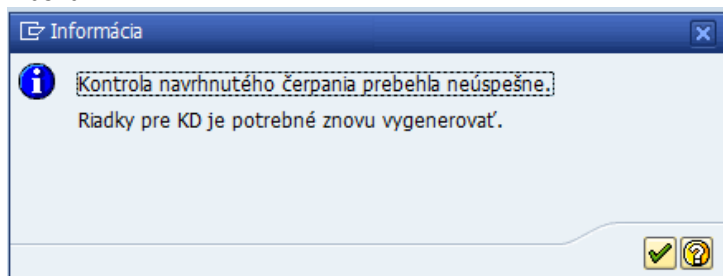 Informácia
Kontrola navrhnutého čerpania prebehla neúspešne.
Riadky pre KD je potrebné znovu vygenerovať.